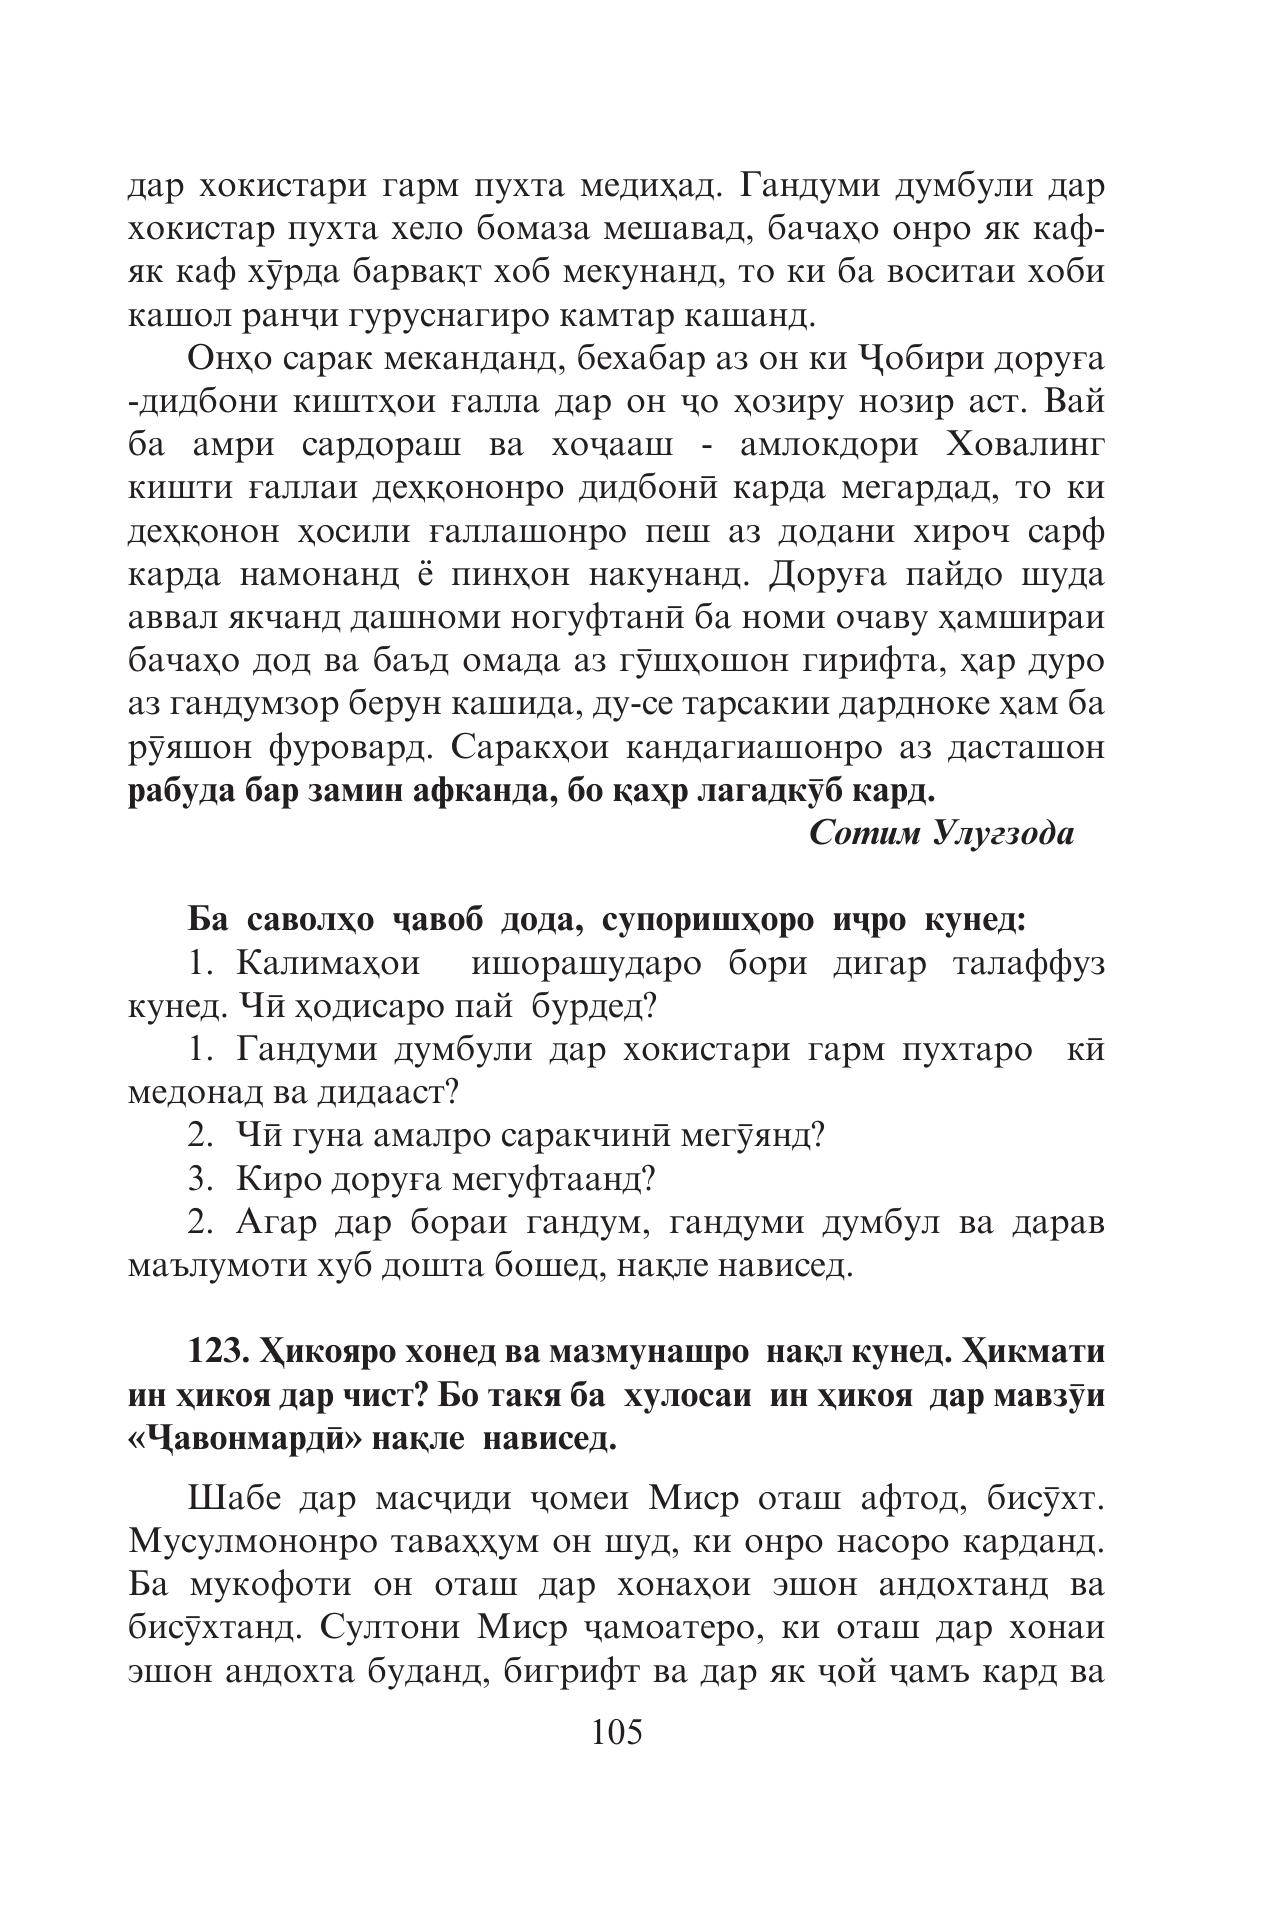 дар хокистари гарм пухта медиҳад. Гандуми думбули дар
хокистар пухта хело бомаза мешавад, бачаҳо онро як каф-
як каф хӯрда барвақт хоб мекунанд, то ки ба воситаи хоби
кашол ранҷи гуруснагиро камтар кашанд.
Онҳо сарак меканданд, бехабар аз он ки Ҷобири доруға
-дидбони киштҳои ғалла дар он ҷо ҳозиру нозир аст. Вай
ба амри сардораш ва хоҷааш - амлокдори Ховалинг
кишти ғаллаи деҳқононро дидбонӣ карда мегардад, то ки
деҳқонон ҳосили ғаллашонро пеш аз додани хироҷ сарф
карда намонанд ё пинҳон накунанд. Доруға пайдо шуда
аввал якчанд дашноми ногуфтанӣ ба номи очаву ҳамшираи
бачаҳо дод ва баъд омада аз гӯшҳошон гирифта, ҳар дуро
аз гандумзор берун кашида, ду-се тарсакии дардноке ҳам ба
рӯяшон фуровард. Саракҳои кандагиашонро аз дасташон
рабуда бар замин афканда, бо қаҳр лагадкӯб кард.
Сотим Улугзода
Ба саволҳо ҷавоб дода, супоришҳоро иҷро кунед:
1. Калимаҳои ишорашударо бори дигар талаффуз
кунед. Чӣ ҳодисаро пай бурдед?
1. Гандуми думбули дар хокистари гарм пухтаро кӣ
медонад ва дидааст?
2. Чӣ гуна амалро саракчинӣ мегӯянд?
3. Киро доруға мегуфтаанд?
2. Агар дар бораи гандум, гандуми думбул ва дарав
маълумоти хуб дошта бошед, нақле нависед.
123. Ҳикояро хонед ва мазмунашро нақл кунед. Ҳикмати
ин ҳикоя дар чист? Бо такя ба хулосаи ин ҳикоя дар мавзӯи
«Ҷавонмардӣ» нақле нависед.
Шабе дар масҷиди ҷомеи Миср оташ афтод, бисӯхт.
Мусулмононро таваҳҳум он шуд, ки онро насоро карданд.
Ба мукофоти он оташ дар хонаҳои эшон андохтанд ва
бисӯхтанд. Султони Миср ҷамоатеро, ки оташ дар хонаи
эшон андохта буданд, бигрифт ва дар як ҷой ҷамъ кард ва
105